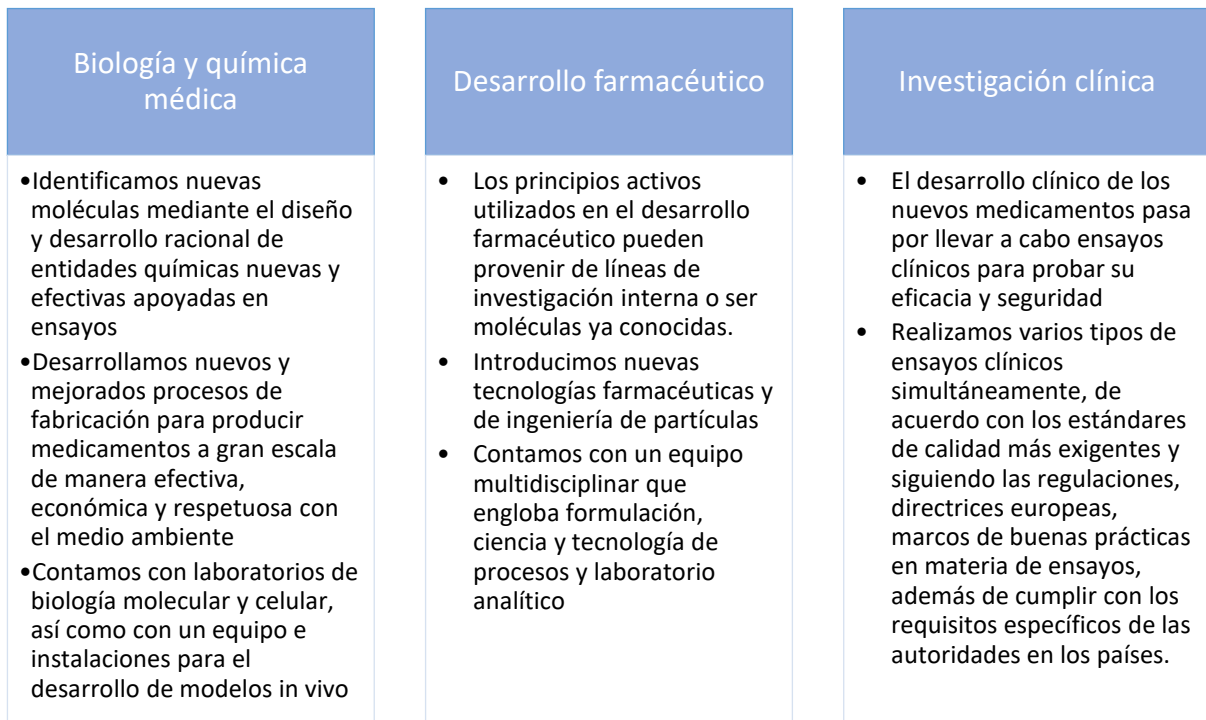 Biología y química
médica
•Identificamos nuevas
moléculas mediante el diseño
y desarrollo racional de
entidades químicas nuevas y
efectivas apoyadas en
ensayos
•Desarrollamos nuevos y
mejorados procesos de
fabricación para producir
medicamentos a gran escala
de manera efectiva,
económica y respetuosa con
el medio ambiente
•Contamos con laboratorios de
biología molecular y celular,
así como con un equipo e
instalaciones para el
desarrollo de modelos in vivo
Desarrollo farmacéutico
• Los principios activos
utilizados en el desarrollo
farmacéutico pueden
provenir de líneas de
investigación interna o ser
moléculas ya conocidas.
• Introducimos nuevas
tecnologías farmacéuticas y
de ingeniería de partículas
• Contamos con un equipo
multidisciplinar que
engloba formulación,
ciencia y tecnología de
procesos y laboratorio
analítico
Investigación clínica
• El desarrollo clínico de los
nuevos medicamentos pasa
por llevar a cabo ensayos
clínicos para probar su
eficacia y seguridad
• Realizamos varios tipos de
ensayos clínicos
simultáneamente, de
acuerdo con los estándares
de calidad más exigentes y
siguiendo las regulaciones,
directrices europeas,
marcos de buenas prácticas
en materia de ensayos,
además de cumplir con los
requisitos específicos de las
autoridades en los países.